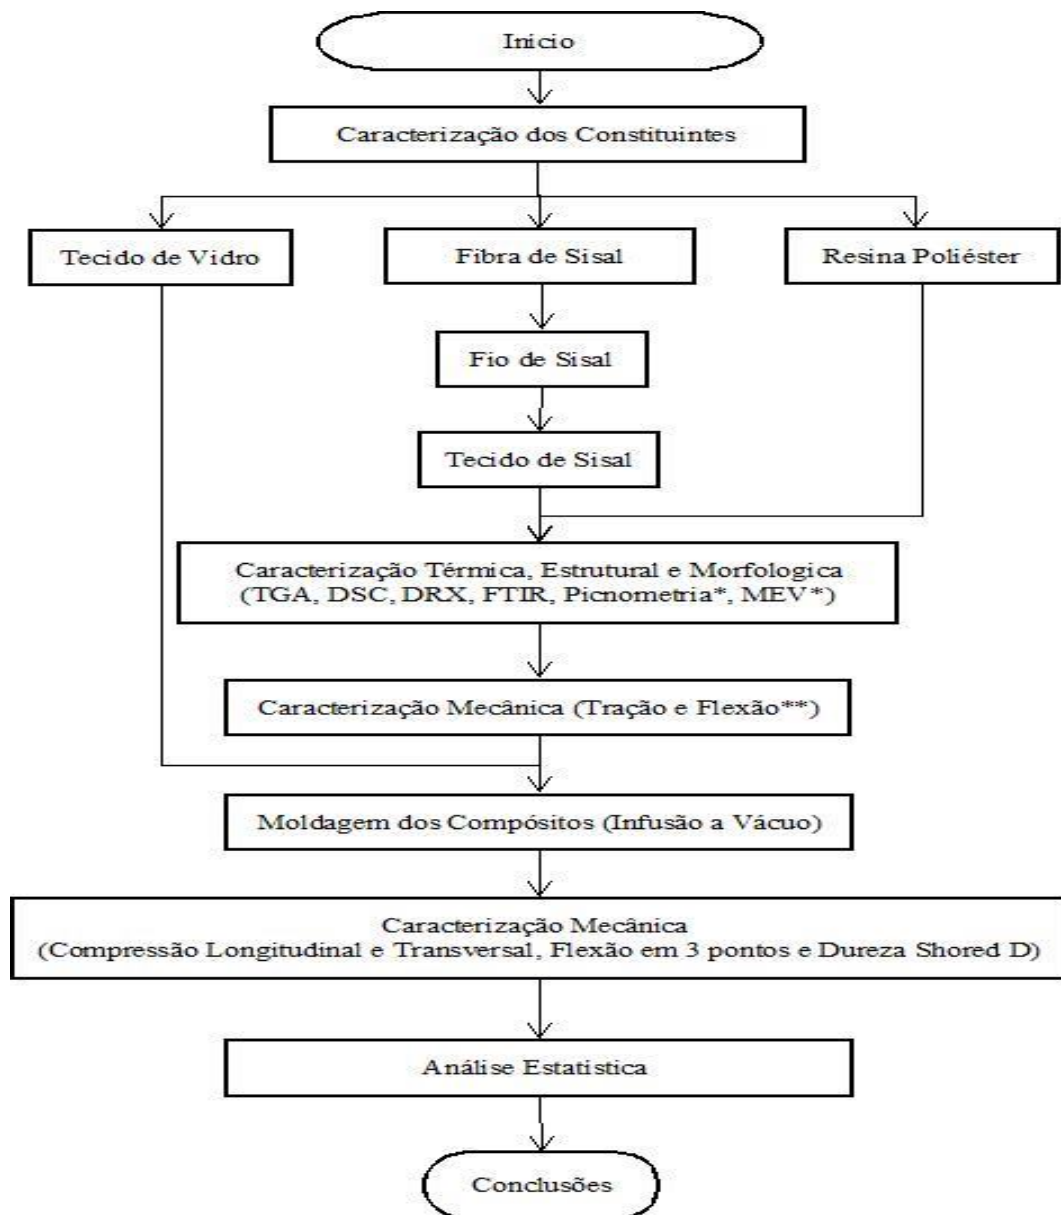 Início
Caracterização dos Constituintes
Tecido de Vidro
Fibra de Sisal
Resina Poliéster
Fio de Sisal
Tecido de Sisal
Caracterização Térmica, Estrutural e Morfologica
(TGA, DSC, DRX, FTIR, Picnometria*, MEV*)
Caracterização Mecânica (Tração e Flexão**)
Moldagem dos Compósitos (Infusão a Vácuo)
Caracterização Mecânica
(Compressão Longitudinal e Transversal, Flexão em 3 pontos e Dureza Shored D)
Análise Estatística
Conclusões